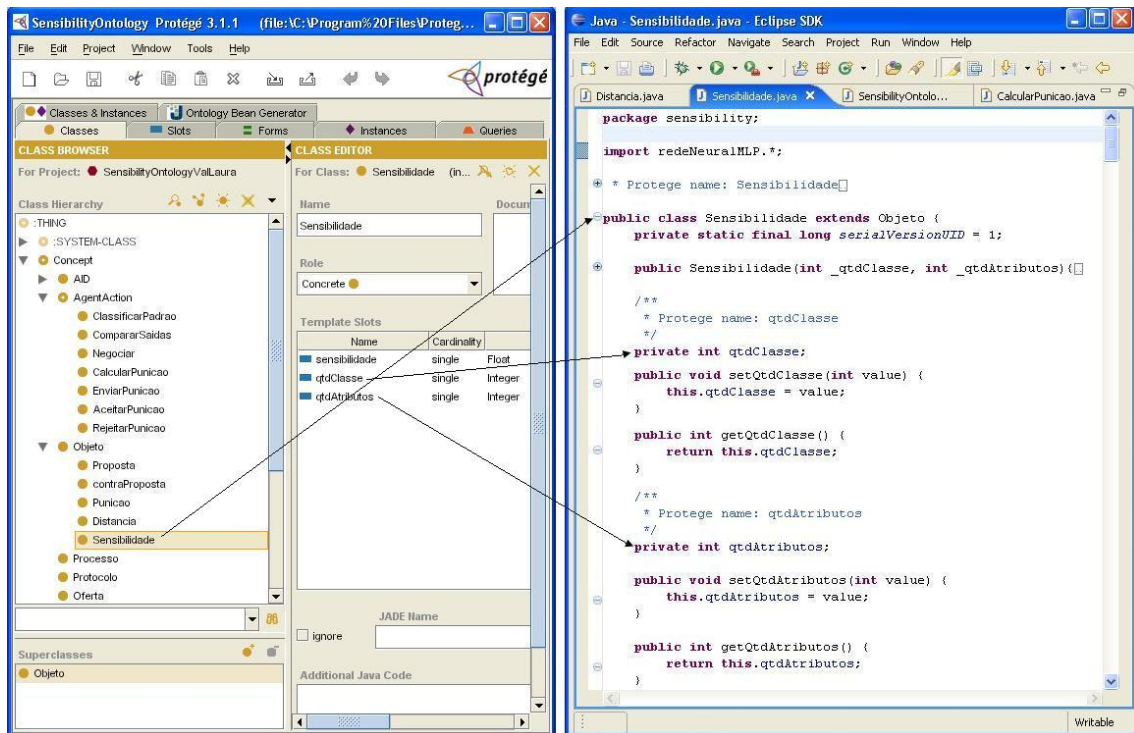 SensibilityOntology Protégé 3.1.1 (file:\C:\Program%20Files\Proteg...
File Edit Project Window Tools Help
protégé
Classes & Instances Ontology Bean Generator
Classes Slots Forms Instances Queries
CLASS BROWSER
For Project: SensibilityOntologyValLaura
Class Hierarchy
:THING
:SYSTEM-CLASS
Concept
AID
AgentAction
ClassificarPadrao
CompararSaidas
Negociar
CalcularPunicao
EnviarPunicao
AceitarPunicao
RejeitarPunicao
Objeto
Proposta
contraProposta
Punicao
Distancia
Sensibilidade
Processo
Protocolo
Oferta
Superclasses
Objeto
CLASS EDITOR
For Class: Sensibilidade (in...
Name Docun
Sensibilidade
Role
Concrete
Template Slots
Name Cardinality
sensibilidade single Float
qtdClasse single Integer
qtdAtributos single Integer
JADE Name
ignore
Additional Java Code
Java - Sensibilidade.java - Eclipse SDK
File Edit Source Refactor Navigate Search Project Run Window Help
Distancia.java Sensibilidade.java SensibilityOntolo... CalcularPunicao.java
package sensibility;
import redeNeuralMLP.*;
* Protege name: Sensibilidade
public class Sensibilidade extends Objeto {
private static final long serialVersionUID = 1;
public Sensibilidade(int _qtdClasse, int _qtdAtributos){
/**
* Protege name: qtdClasse
*/
private int qtdClasse;
public void setQtdClasse(int value) {
this.qtdClasse = value;
}
public int getQtdClasse() {
return this.qtdClasse;
}
/**
* Protege name: qtdAtributos
*/
private int qtdAtributos;
public void setQtdAtributos(int value) {
this.qtdAtributos = value;
}
public int getQtdAtributos() {
return this.qtdAtributos;
}
Writable